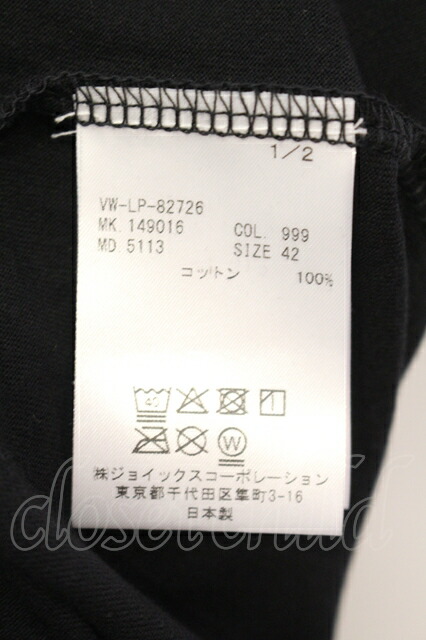 1/2
VW-LP-82726
MK.149016 COL. 999
MD.5113 SIZE 42
コットン 100%
40
W
㈱ジョイックスコーポレーション
東京都千代田区隼町3-16
日本製
closet child